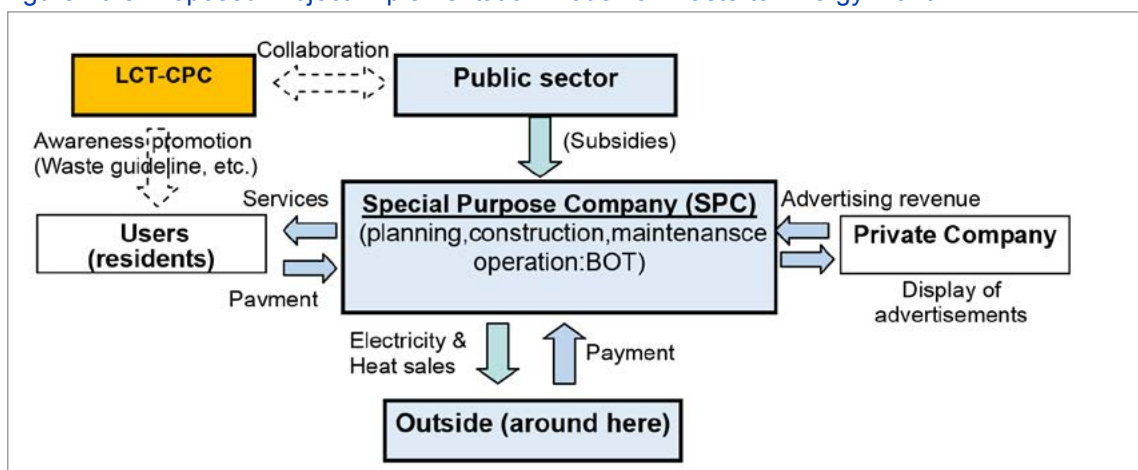 Collaboration
LCT-CPC
Public sector
Awareness promotion
(Waste guideline, etc.)
(Subsidies)
Services
Special Purpose Company (SPC)
(planning,construction,maintenansce
operation:BOT)
Advertising revenue
Users
(residents)
Private Company
Payment
Display of
advertisements
Electricity &
Heat sales
Payment
Outside (around here)